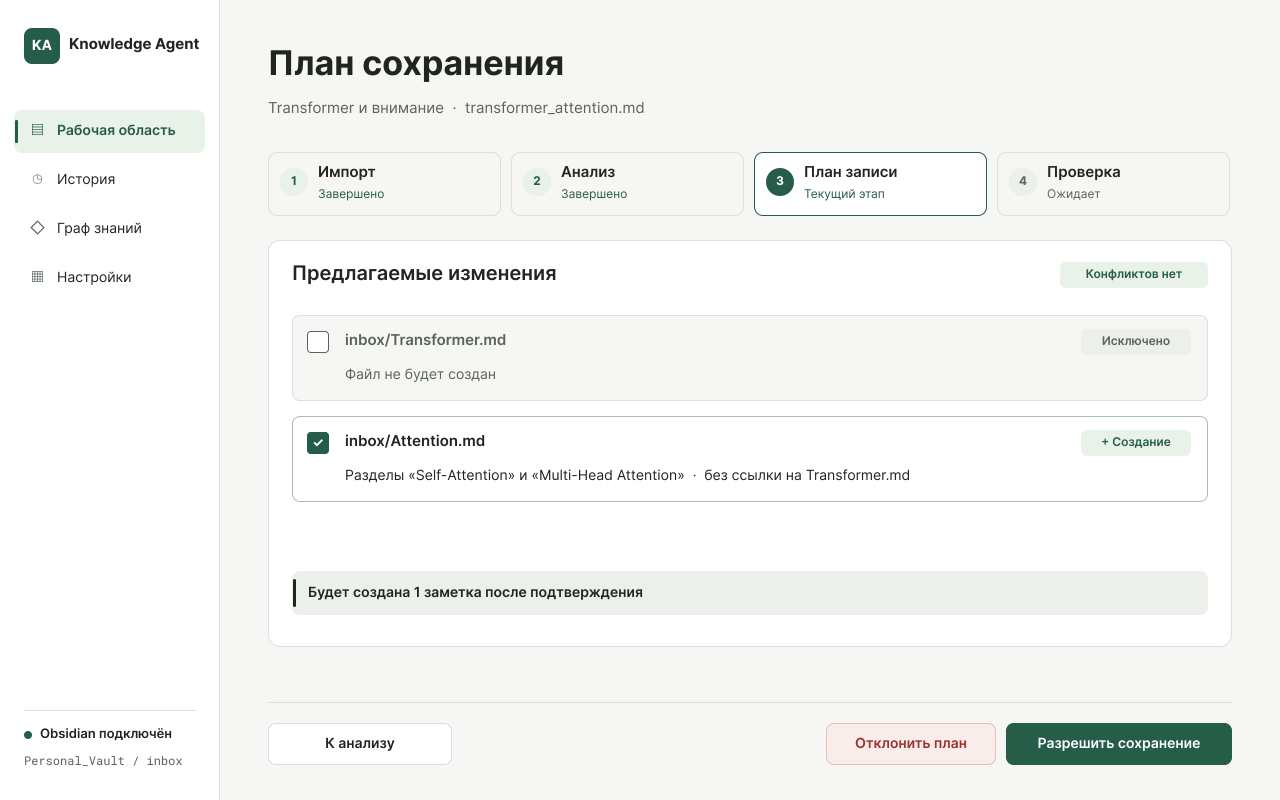 KA
Knowledge Agent
Рабочая область
История
Граф знаний
Настройки
Obsidian подключён
Personal_Vault / inbox
План сохранения
Transformer и внимание · transformer_attention.md
1
Импорт
Завершено
2
Анализ
Завершено
3
План записи
Текущий этап
4
Проверка
Ожидает
Предлагаемые изменения
Конфликтов нет
inbox/Transformer.md
Исключено
Файл не будет создан
inbox/Attention.md
+ Создание
Разделы «Self-Attention» и «Multi-Head Attention» · без ссылки на Transformer.md
Будет создана 1 заметка после подтверждения
К анализу
Отклонить план
Разрешить сохранение